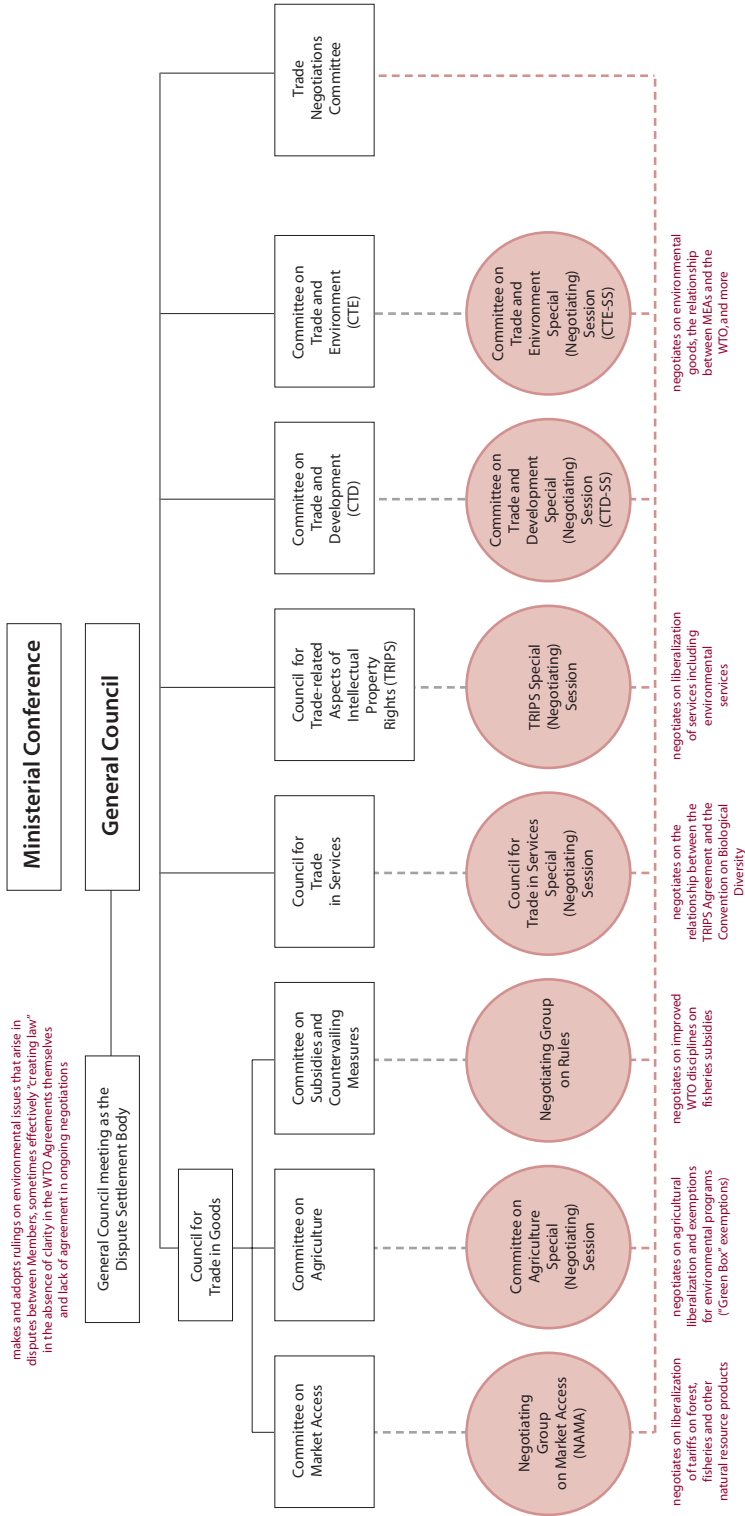 Ministerial Conference
General Council
makes and adopts rulings on environmental issues that arise in
disputes between Members, sometimes effectively “creating law”
in the absence of clarity in the WTO Agreements themselves
and lack of agreement in ongoing negotiations
General Council meeting as the
Dispute Settlement Body
Council for
Trade in Goods
Committee on
Market Access
Committee on
Agriculture
Committee on
Subsidies and
Countervailing
Measures
Council for
Trade
in Services
Council for
Trade-related
Aspects of
Intellectual
Property
Rights (TRIPS)
Committee on
Trade and
Development
(CTD)
Committee on
Trade and
Environment
(CTE)
Trade
Negotiations
Committee
Negotiating
Group
on Market Access
(NAMA)
Committee on
Agriculture
Special
(Negotiating)
Session
Negotiating Group
on Rules
Council for
Trade in Services
Special
(Negotiating)
Session
TRIPS Special
(Negotiating)
Session
Committee on
Trade and
Development
Special
(Negotiating)
Session
(CTD-SS)
Committee on
Trade and
Enivronment
Special
(Negotiating)
Session
(CTE-SS)
negotiates on liberalization
of tariffs on forest,
fisheries and other
natural resource products
negotiates on agricultural
liberalization and exemptions
for environmental programs
(“Green Box” exemptions)
negotiates on improved
WTO disciplines on
fisheries subsidies
negotiates on the
relationship between the
TRIPS Agreement and the
Convention on Biological
Diversity
negotiates on liberalization
of services including
environmental
services
negotiates on environmental
goods, the relationship
between MEAs and the
WTO, and more